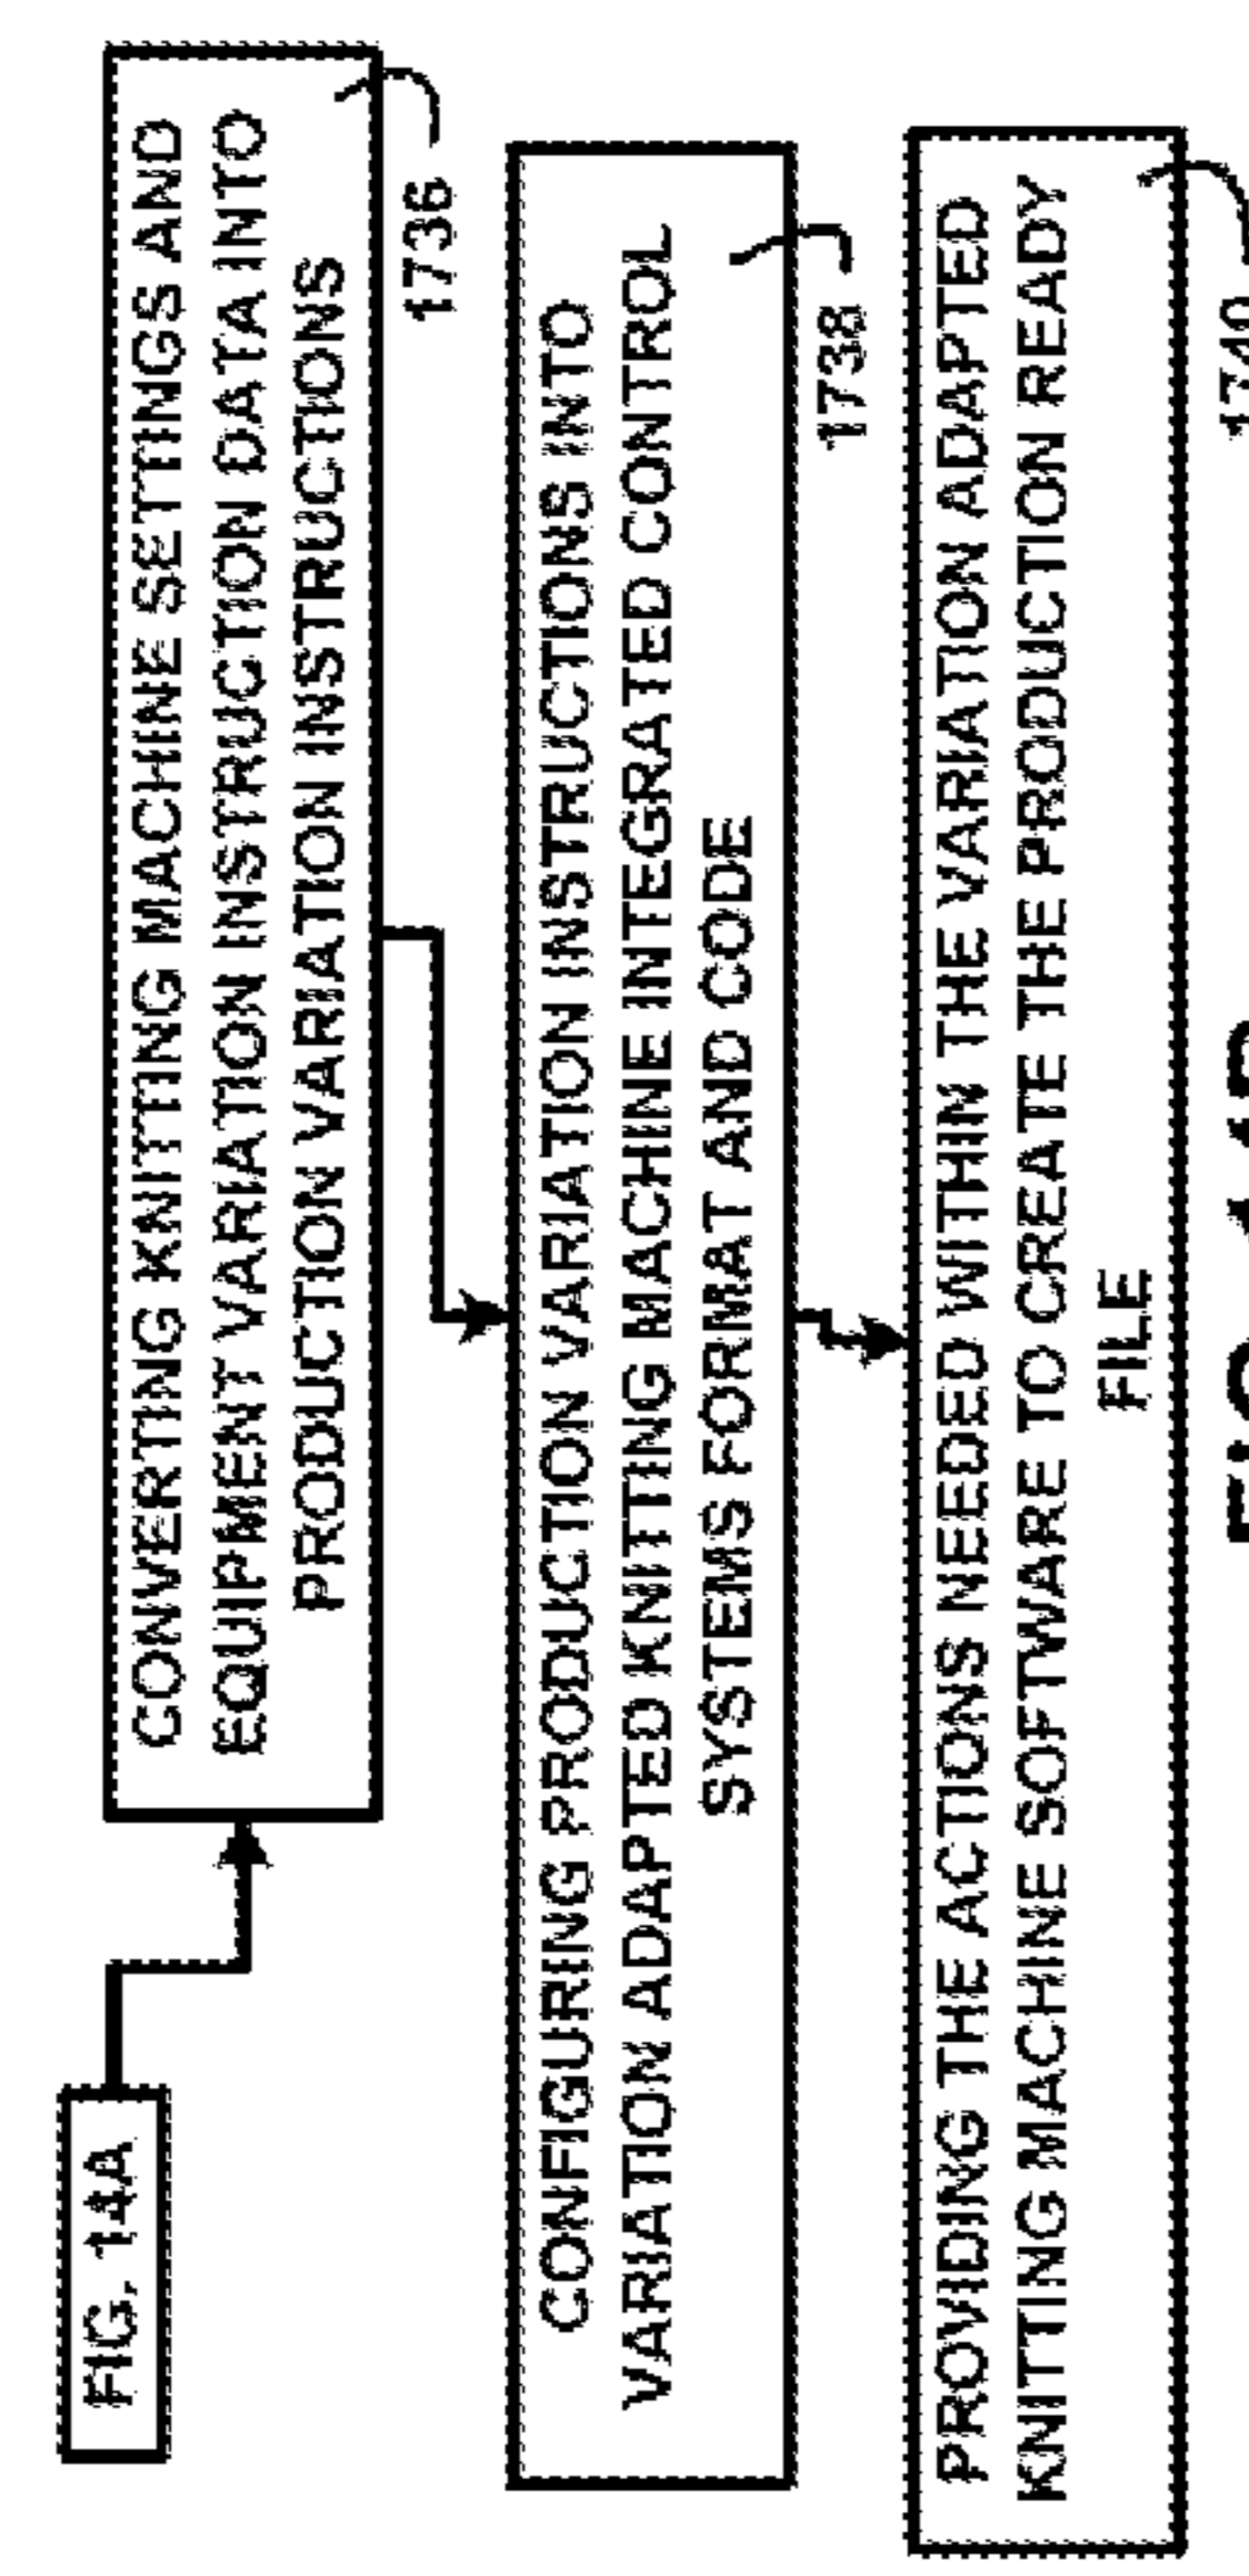 FIG. 14A
CONVERTING KNITTING MACHINE SETTINGS AND
EQUIPMENT VARIATION INSTRUCTION DATA INTO
PRODUCTION VARIATION INSTRUCTIONS
1736
CONFIGURING PRODUCTION VARIATION INSTRUCTIONS INTO
VARIATION ADAPTED KNITTING MACHINE INTEGRATED CONTROL
SYSTEMS FORMAT AND CODE
1738
PROVIDING THE ACTIONS NEEDED WITHIN THE VARIATION ADAPTED
KNITTING MACHINE SOFTWARE TO CREATE THE PRODUCTION READY
FILE
1740